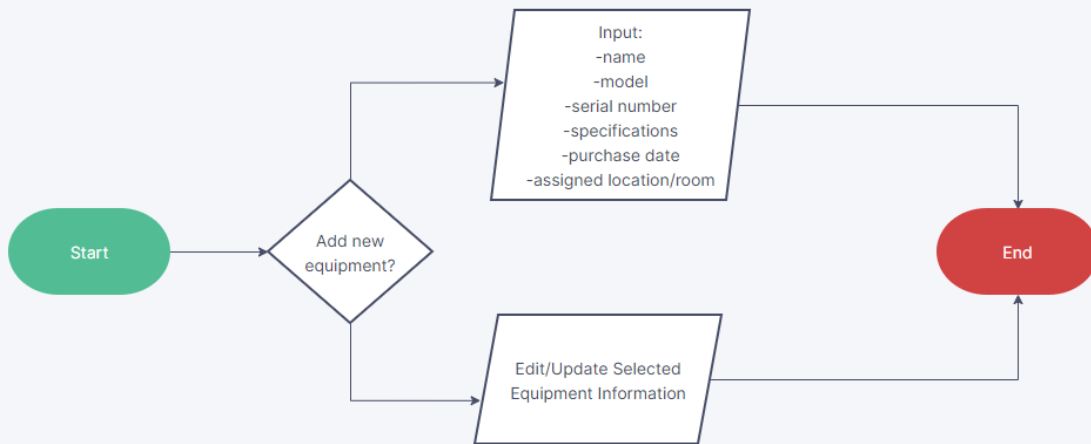 Input:
-name
-model
-serial number
-specifications
-purchase date
-assigned location/room
Start
Add new
equipment?
End
Edit/Update Selected
Equipment Information